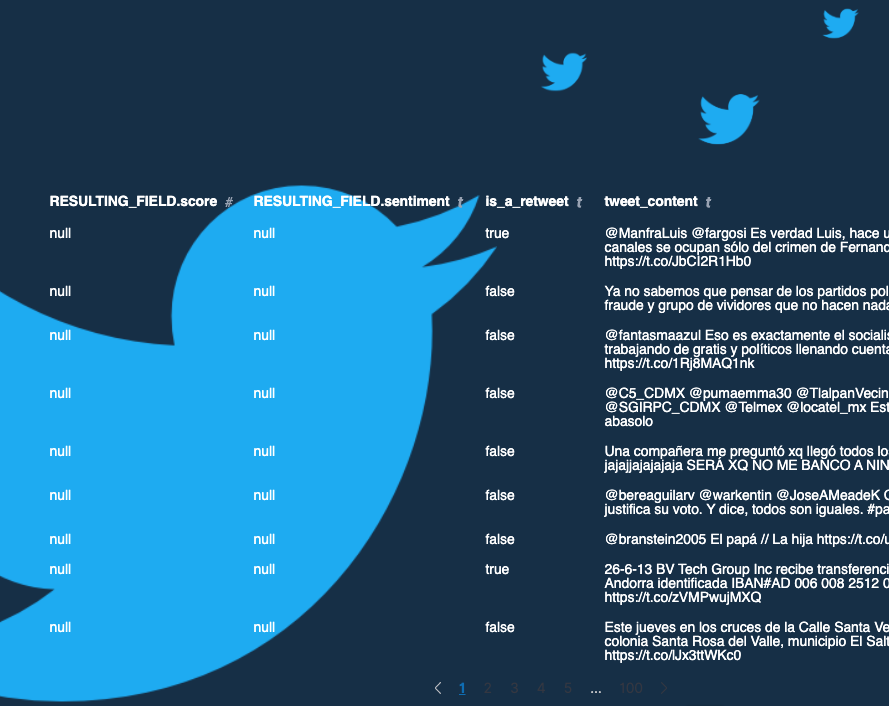 RESULTING_FIELD.score # RESULTING_FIELD.sentiment t is_a_retweet t tweet_content t
null null true @ManfraLuis @fargosi Es verdad Luis, hace u
canales se ocupan sólo del crimen de Fernand
https://t.co/JbCI2R1Hb0
null null false Ya no sabemos que pensar de los partidos pol
fraude y grupo de vividores que no hacen nada
null null false @fantasmaazul Eso es exactamente el socialis
trabajando de gratis y políticos llenando cuenta
https://t.co/1Rj8MAQ1nk
null null false @C5_CDMX @pumaemma30 @TlalpanVecin
@SGIRPC_CDMX @Telmex @locatel_mx Est
abasolo
null null false Una compañera me preguntó xq llegó todos lo
jajajjajajajaja SERÁ XQ NO ME BANCO A NIN
null null false @bereaguilarv @warkentin @JoseAMeadeK C
justifica su voto. Y dice, todos son iguales. #pa
null null false @branstein2005 El papá // La hija https://t.co/u
null null true 26-6-13 BV Tech Group Inc recibe transferenci
Andorra identificada IBAN#AD 006 008 2512 0
https://t.co/zVMPwujMXQ
null null false Este jueves en los cruces de la Calle Santa Ve
colonia Santa Rosa del Valle, municipio El Salt
https://t.co/lJx3ttWKc0
< 1 2 3 4 5 ... 100 >